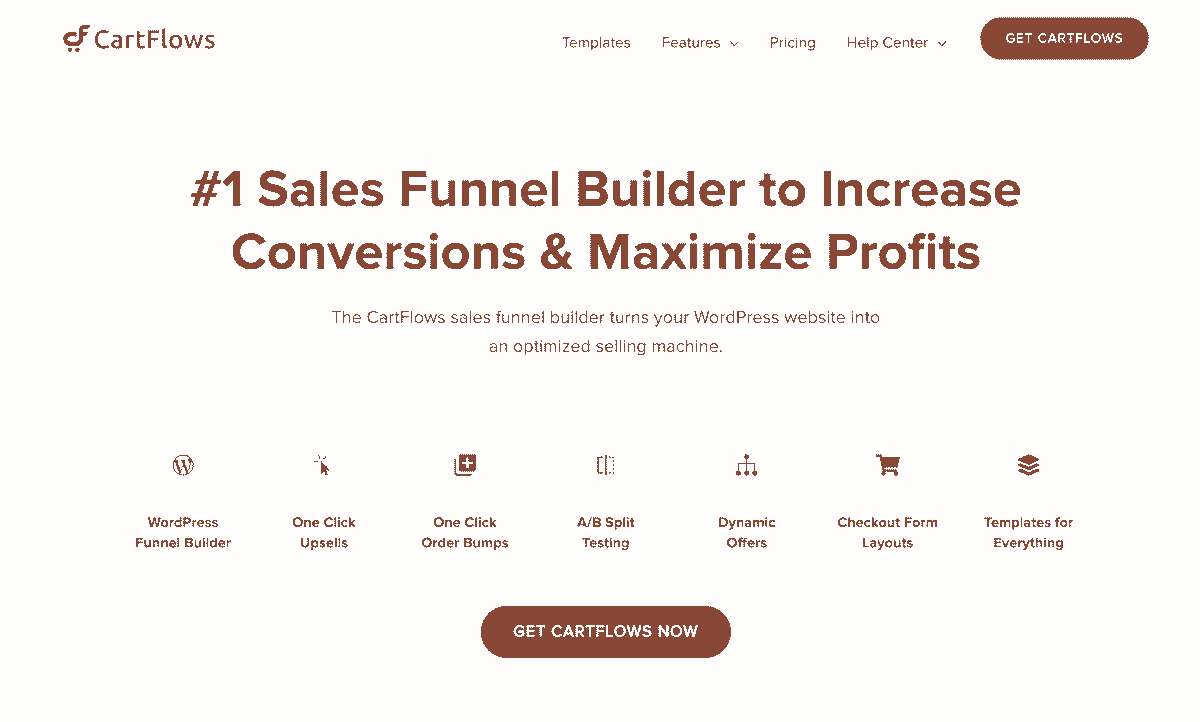 CartFlows
Templates
Features
Pricing
Help Center
GET CARTFLOWS
#1 Sales Funnel Builder to Increase
Conversions & Maximize Profits
The CartFlows sales funnel builder turns your WordPress website into
an optimized selling machine.
WordPress
Funnel Builder
One Click
Upsells
One Click
Order Bumps
A/B Split
Testing
Dynamic
Offers
Checkout Form
Layouts
Templates for
Everything
GET CARTFLOWS NOW